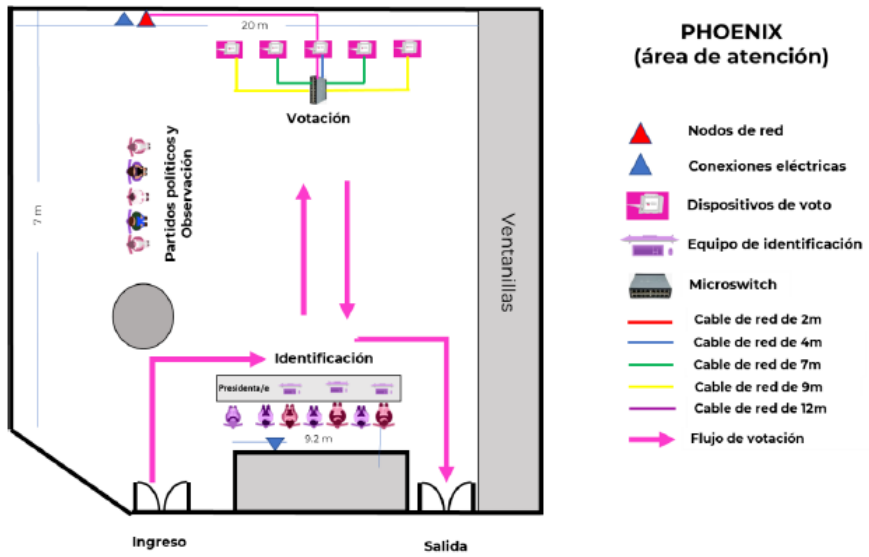 20 m
PHOENIX
(área de atención)
Votación
Nodos de red
Conexiones eléctricas
Partidos políticos y
Observación
7 m
Ventanillas
Dispositivos de voto
Equipo de identificación
Microswitch
Cable de red de 2m
Cable de red de 4m
Cable de red de 7m
Cable de red de 9m
Cable de red de 12m
Flujo de votación
Identificación
Presidenta/e
9.2 m
Ingreso
Salida